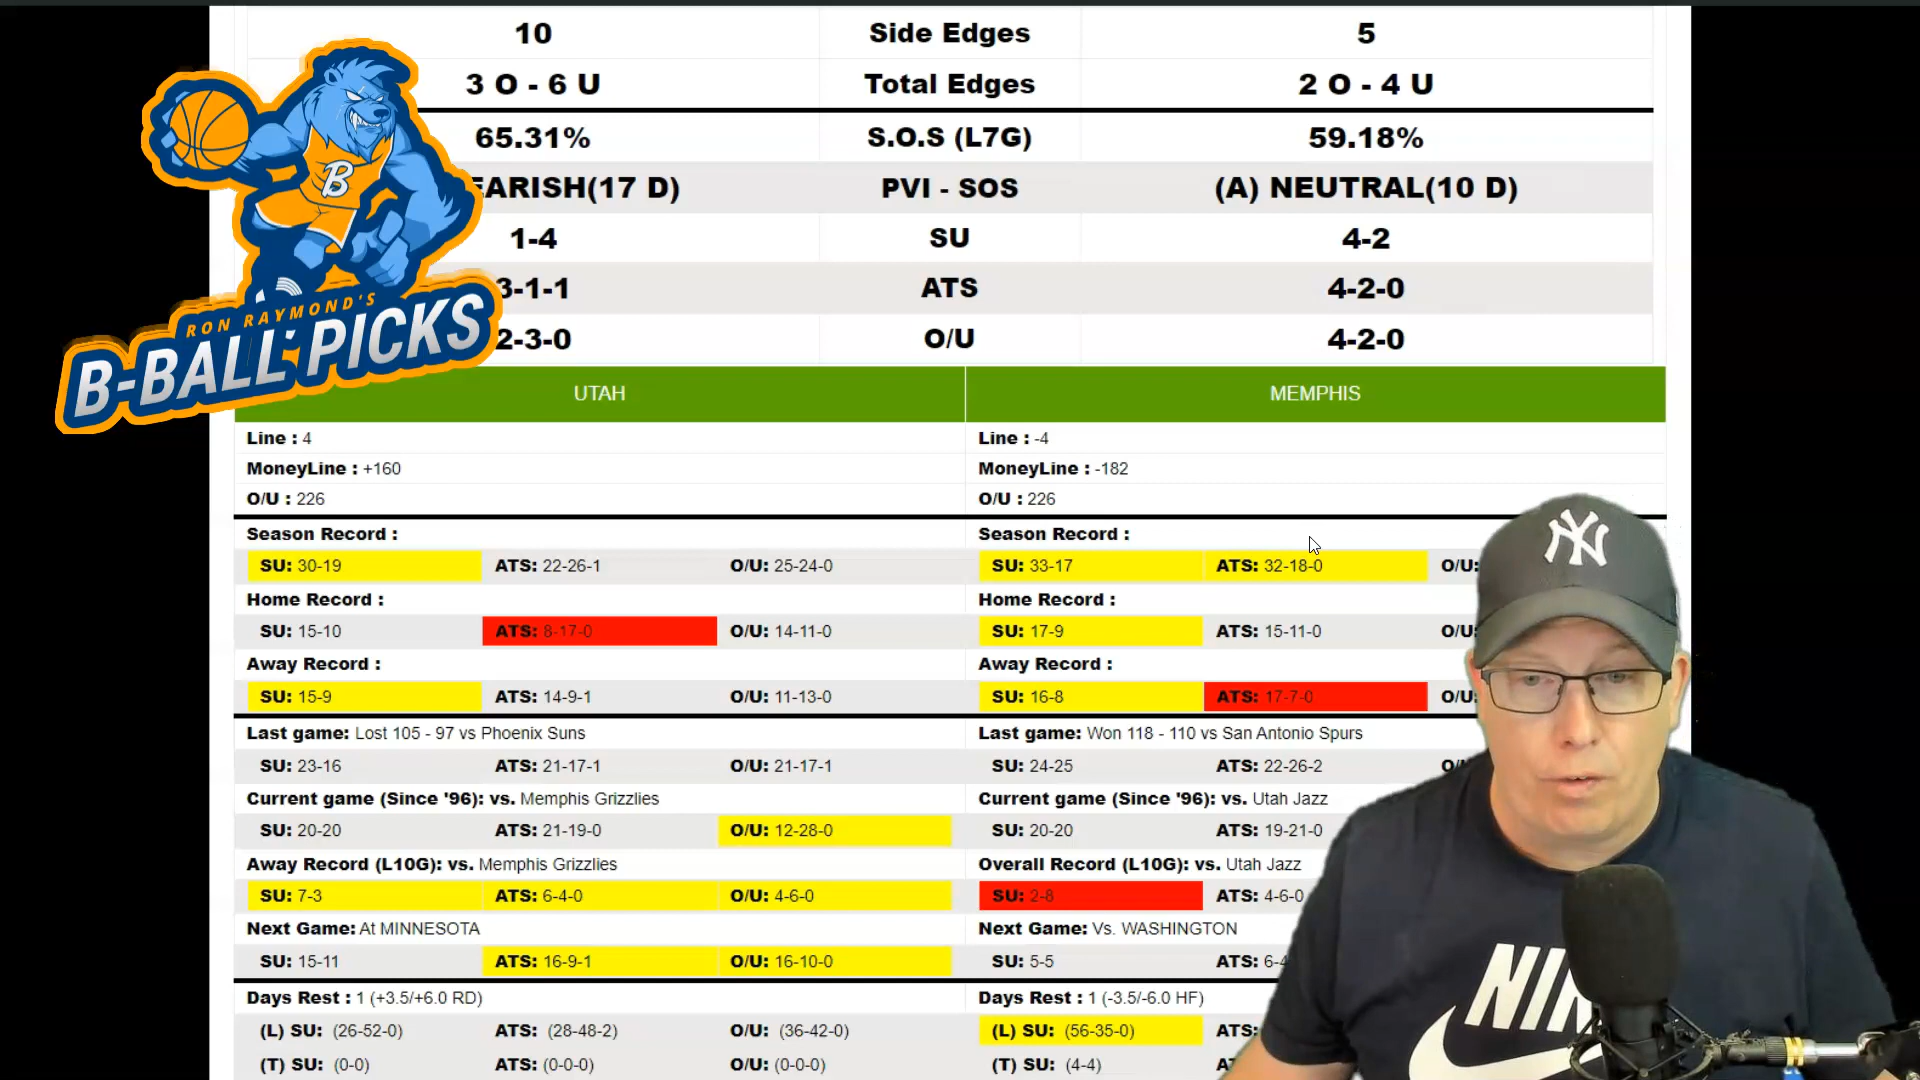 10 Side Edges 5
3 O - 6 U Total Edges 2 O - 4 U
65.31% S.O.S (L7G) 59.18%
EARISH(17 D) PVI - SOS (A) NEUTRAL(10 D)
1-4 SU 4-2
3-1-1 ATS 4-2-0
2-3-0 O/U 4-2-0
B
RON RAYMOND'S
B-BALL PICKS
UTAH MEMPHIS
Line : 4 Line : -4
MoneyLine : +160 MoneyLine : -182
O/U : 226 O/U : 226
Season Record : Season Record :
SU: 30-19 ATS: 22-26-1 O/U: 25-24-0 SU: 33-17 ATS: 32-18-0 O/U:
Home Record : Home Record :
SU: 15-10 ATS: 8-17-0 O/U: 14-11-0 SU: 17-9 ATS: 15-11-0 O/U:
Away Record : Away Record :
SU: 15-9 ATS: 14-9-1 O/U: 11-13-0 SU: 16-8 ATS: 17-7-0 O/U:
Last game: Lost 105 - 97 vs Phoenix Suns Last game: Won 118 - 110 vs San Antonio Spurs
SU: 23-16 ATS: 21-17-1 O/U: 21-17-1 SU: 24-25 ATS: 22-26-2 O/
Current game (Since '96): vs. Memphis Grizzlies Current game (Since '96): vs. Utah Jazz
SU: 20-20 ATS: 21-19-0 O/U: 12-28-0 SU: 20-20 ATS: 19-21-0
Away Record (L10G): vs. Memphis Grizzlies Overall Record (L10G): vs. Utah Jazz
SU: 7-3 ATS: 6-4-0 O/U: 4-6-0 SU: 2-8 ATS: 4-6-0
Next Game: At MINNESOTA Next Game: Vs. WASHINGTON
SU: 15-11 ATS: 16-9-1 O/U: 16-10-0 SU: 5-5 ATS: 6-4
Days Rest : 1 (+3.5/+6.0 RD) Days Rest : 1 (-3.5/-6.0 HF)
(L) SU: (26-52-0) ATS: (28-48-2) O/U: (36-42-0) (L) SU: (56-35-0) ATS:
(T) SU: (0-0) ATS: (0-0-0) O/U: (0-0-0) (T) SU: (4-4)
NY
NI